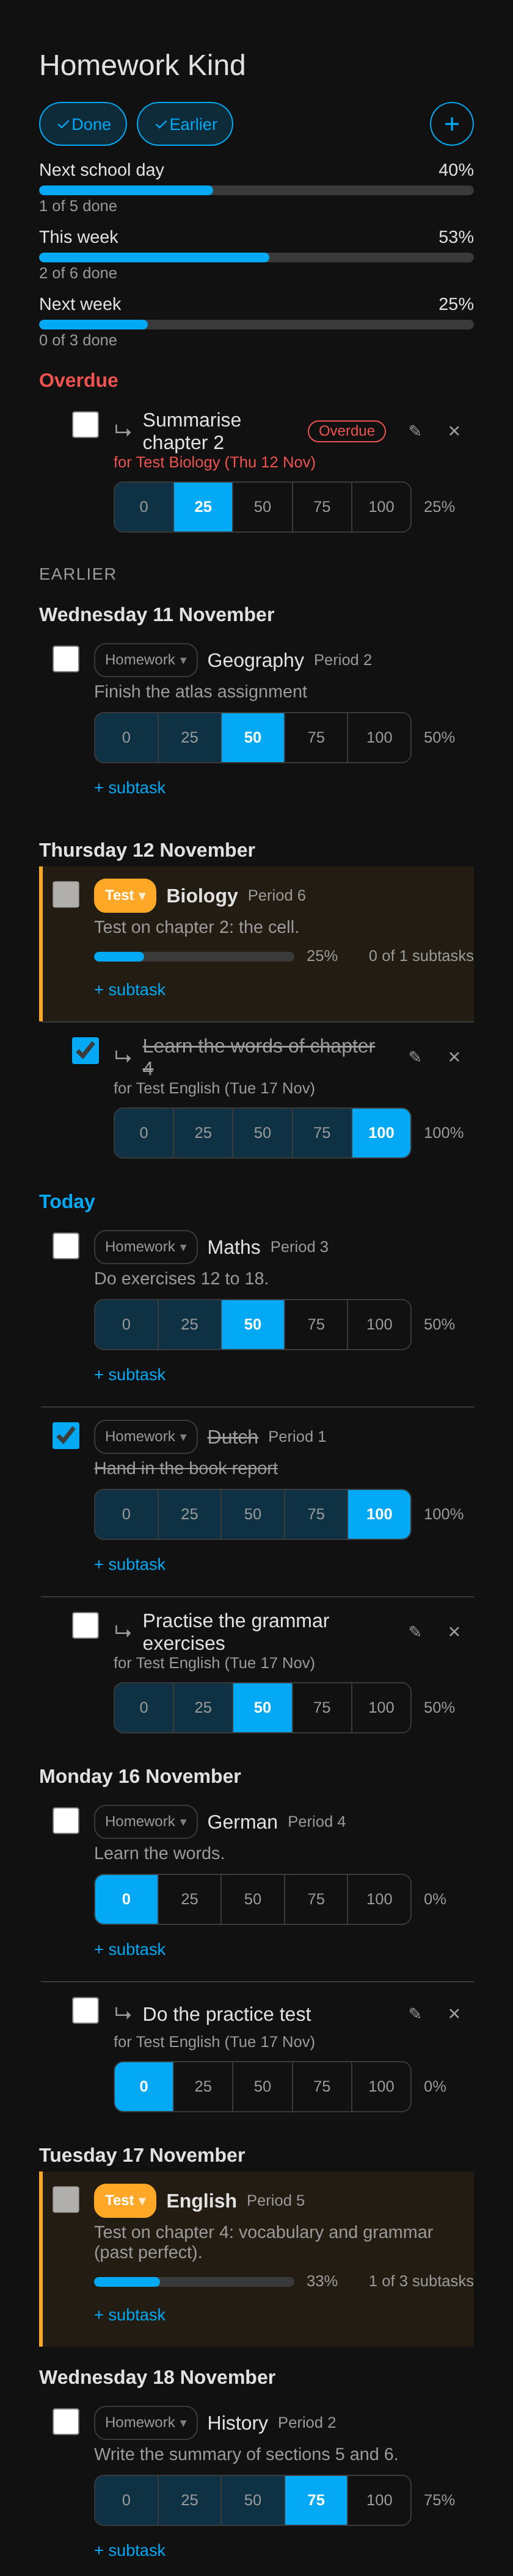 Homework Kind
✓Done ✓Earlier +
Next school day 40%
1 of 5 done
This week 53%
2 of 6 done
Next week 25%
0 of 3 done
Overdue
↳ Summarise
chapter 2 Overdue ✎ ✕
for Test Biology (Thu 12 Nov)
0 25 50 75 100 25%
EARLIER
Wednesday 11 November
Homework ▾ Geography Period 2
Finish the atlas assignment
0 25 50 75 100 50%
+ subtask
Thursday 12 November
Test ▾ Biology Period 6
Test on chapter 2: the cell.
25% 0 of 1 subtasks
+ subtask
↳ Learn the words of chapter
4 ✎ ✕
for Test English (Tue 17 Nov)
0 25 50 75 100 100%
Today
Homework ▾ Maths Period 3
Do exercises 12 to 18.
0 25 50 75 100 50%
+ subtask
Homework ▾ Dutch Period 1
Hand in the book report
0 25 50 75 100 100%
+ subtask
↳ Practise the grammar
exercises ✎ ✕
for Test English (Tue 17 Nov)
0 25 50 75 100 50%
Monday 16 November
Homework ▾ German Period 4
Learn the words.
0 25 50 75 100 0%
+ subtask
↳ Do the practice test ✎ ✕
for Test English (Tue 17 Nov)
0 25 50 75 100 0%
Tuesday 17 November
Test ▾ English Period 5
Test on chapter 4: vocabulary and grammar
(past perfect).
33% 1 of 3 subtasks
+ subtask
Wednesday 18 November
Homework ▾ History Period 2
Write the summary of sections 5 and 6.
0 25 50 75 100 75%
+ subtask